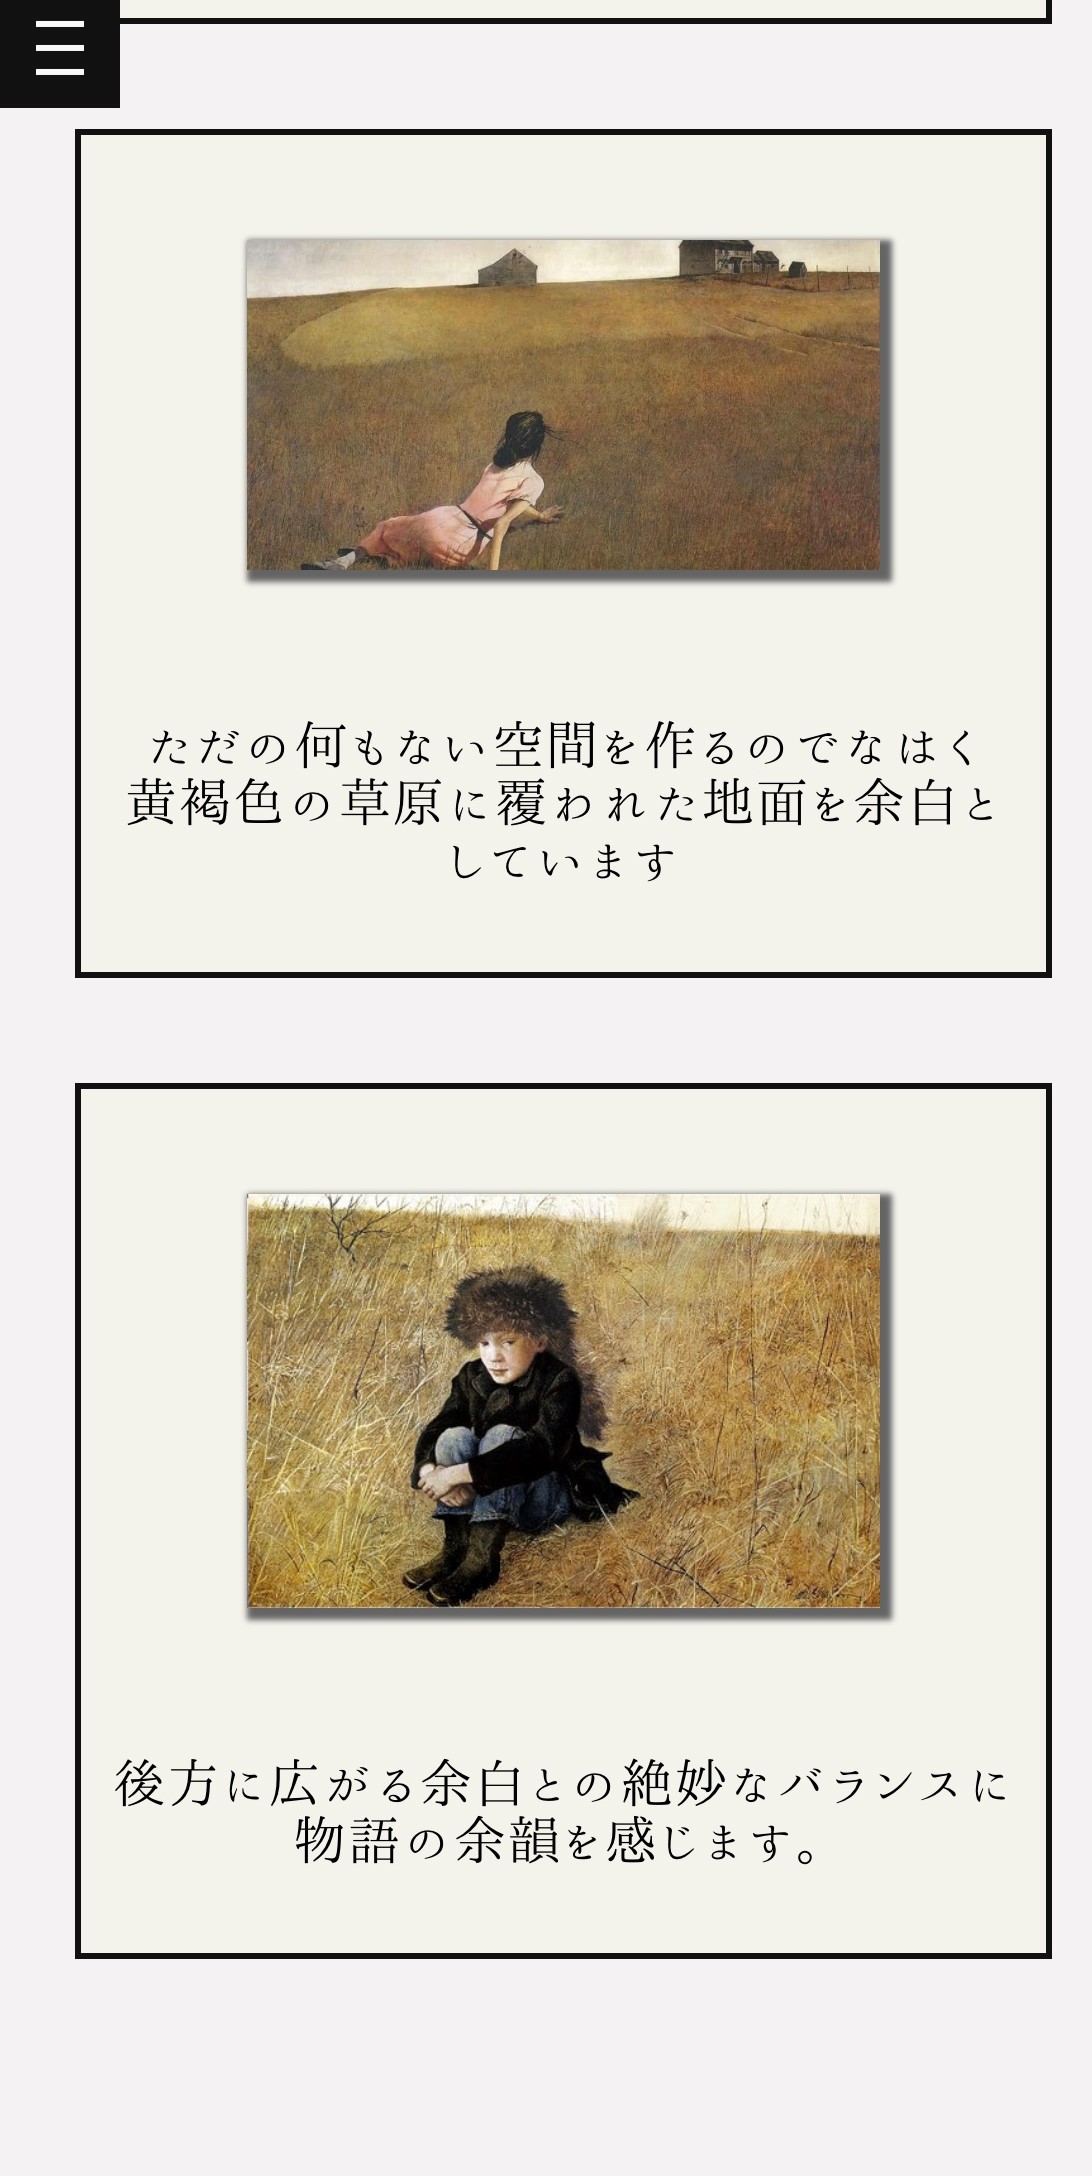 ただの何もない空間を作るのでなはく
黄褐色の草原に覆われた地面を余白と
しています
後方に広がる余白との絶妙なバランスに
物語の余韻を感じます。